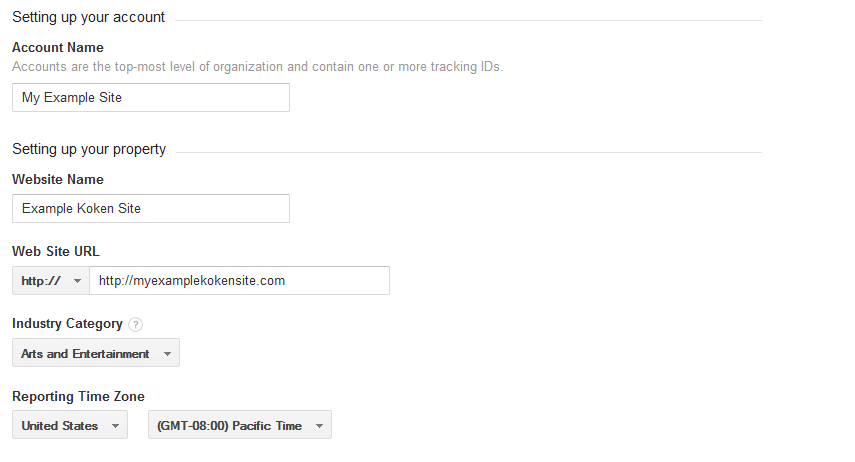 Setting up your account
Account Name
Accounts are the top-most level of organization and contain one or more tracking IDs.
My Example Site
Setting up your property
Website Name
Example Koken Site
Web Site URL
http:// http://myexamplekokensite.com
Industry Category ?
Arts and Entertainment
Reporting Time Zone
United States (GMT-08:00) Pacific Time